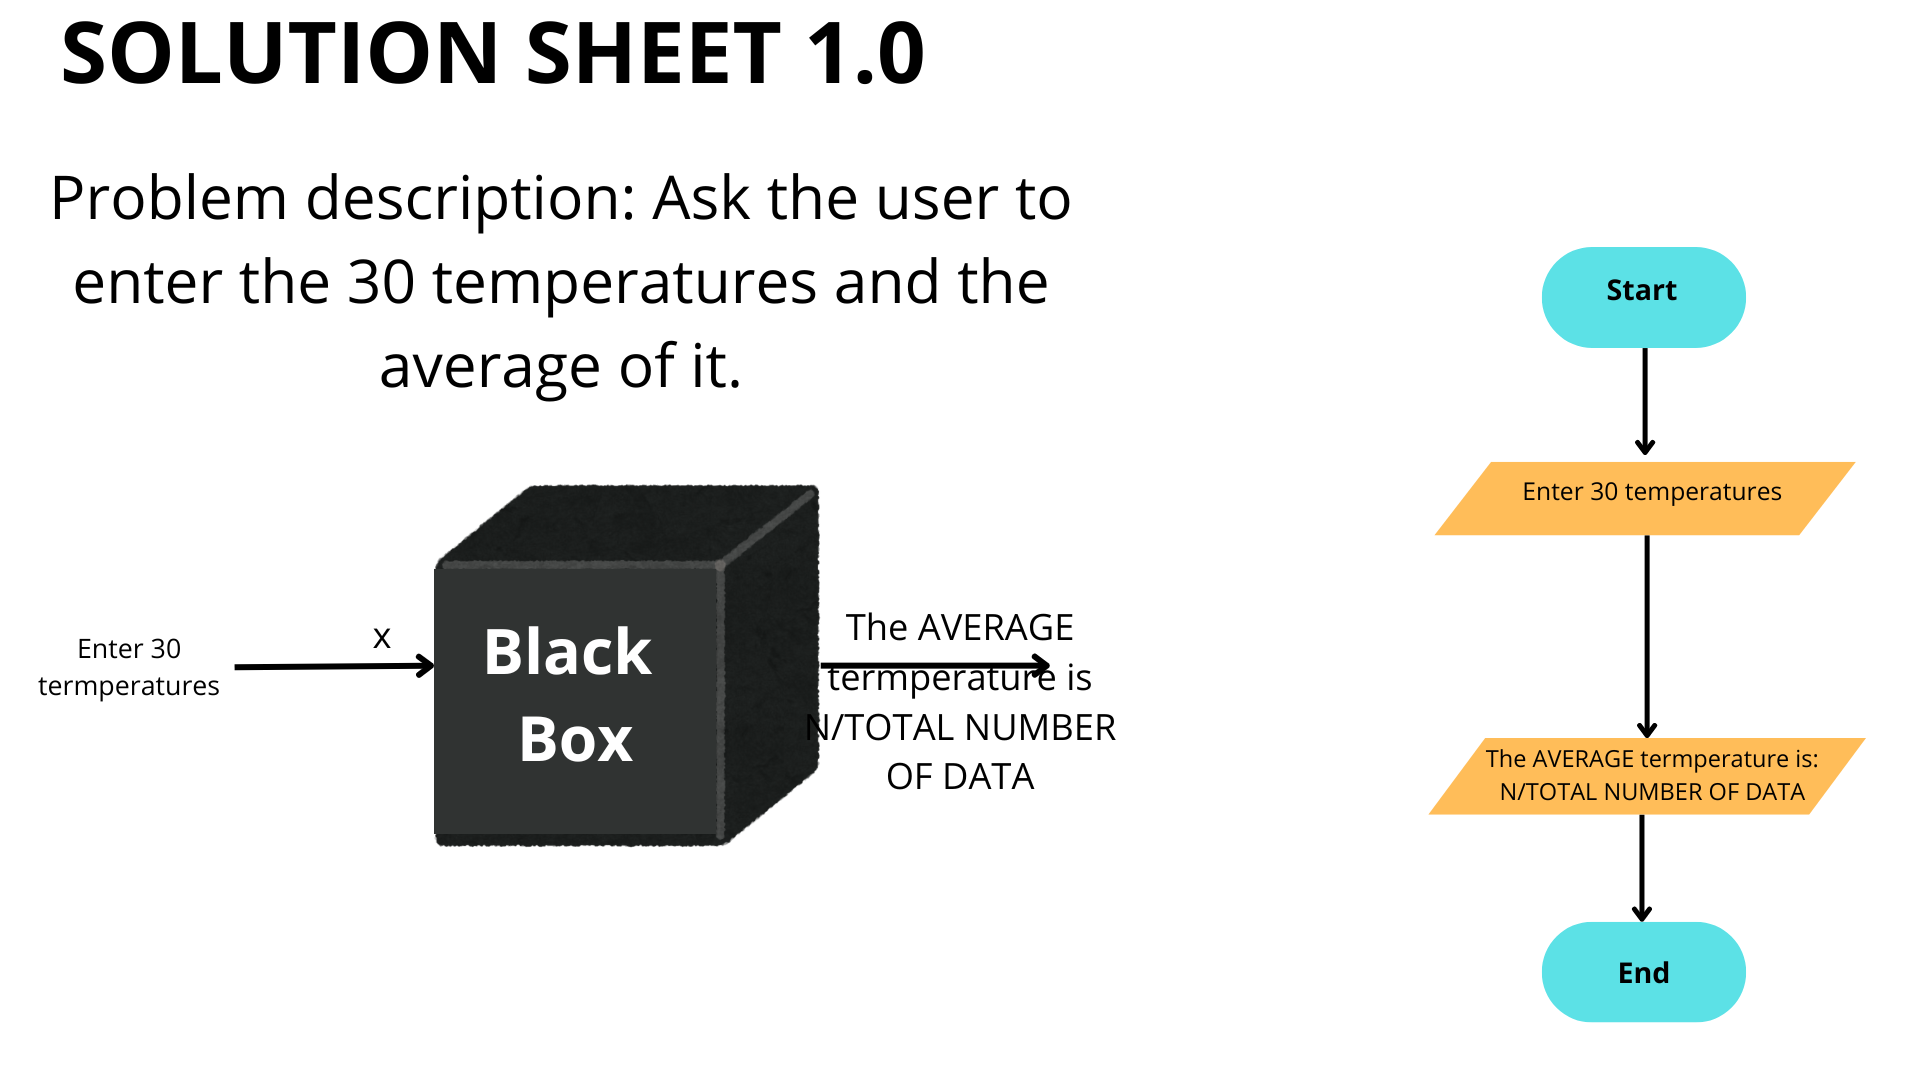 SOLUTION SHEET 1.0
Problem description: Ask the user to
enter the 30 temperatures and the
average of it.
Enter 30
termperatures
x
Black
Box
The AVERAGE
termperature is
N/TOTAL NUMBER
OF DATA
Start
Enter 30 temperatures
The AVERAGE termperature is:
N/TOTAL NUMBER OF DATA
End